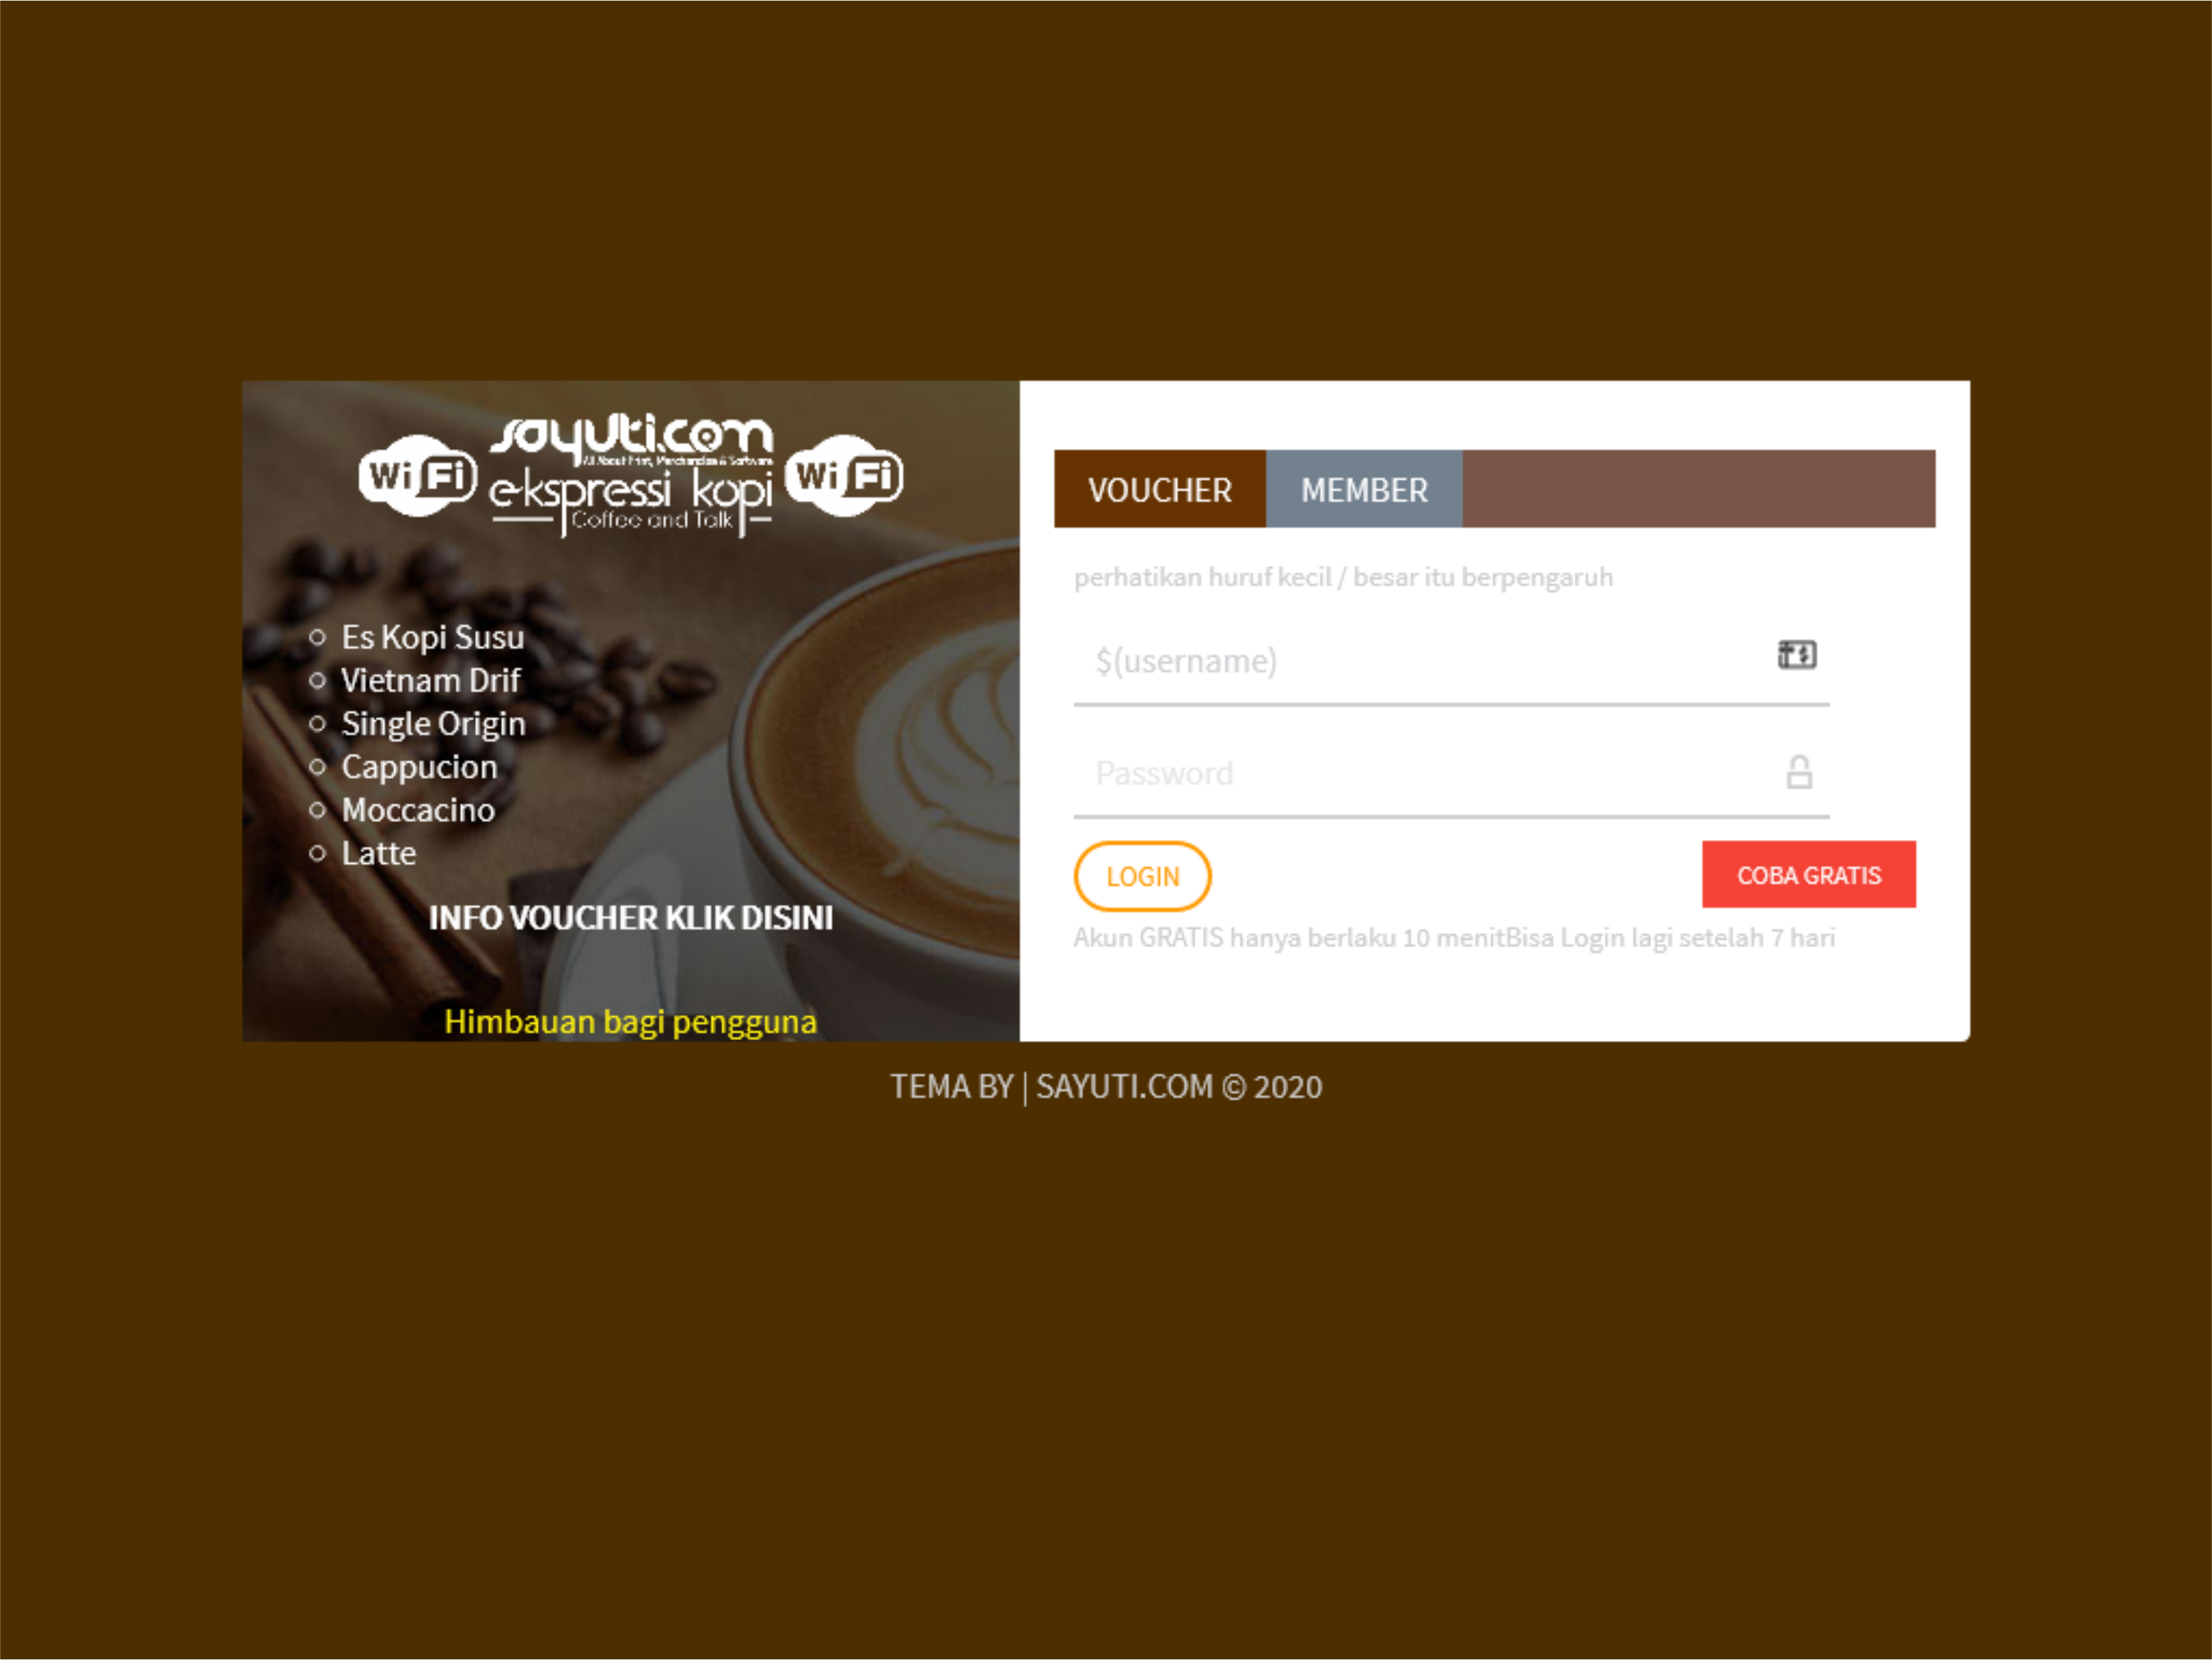 sayuti.com
All About Print, Merchandise & Software
WiFi
WiFi
ekspressi kopi
Coffee and Talk
Es Kopi Susu
Vietnam Drif
Single Origin
Cappucion
Moccacino
Latte
INFO VOUCHER KLIK DISINI
Himbauan bagi pengguna
VOUCHER
MEMBER
perhatikan huruf kecil / besar itu berpengaruh
$(username)
Password
LOGIN
COBA GRATIS
Akun GRATIS hanya berlaku 10 menitBisa Login lagi setelah 7 hari
TEMA BY | SAYUTI.COM © 2020